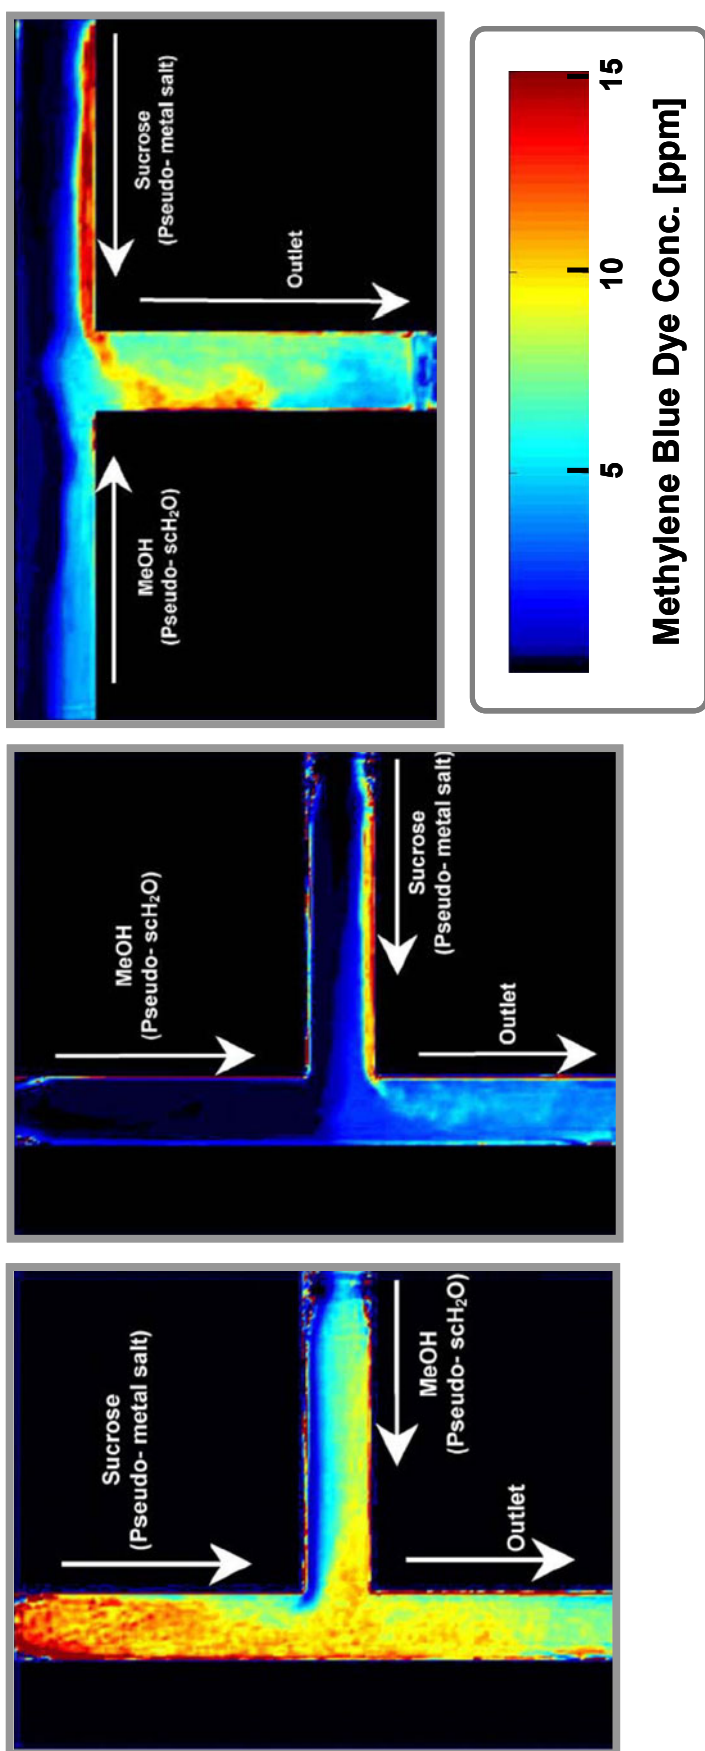 Sucrose
(Pseudo- metal salt)
Outlet
MeOH
(Pseudo- scH₂O)
15
10
5
Methylene Blue Dye Conc. [ppm]
MeOH
(Pseudo- scH₂O)
Sucrose
(Pseudo- metal salt)
Outlet
Sucrose
(Pseudo- metal salt)
MeOH
(Pseudo- scH₂O)
Outlet